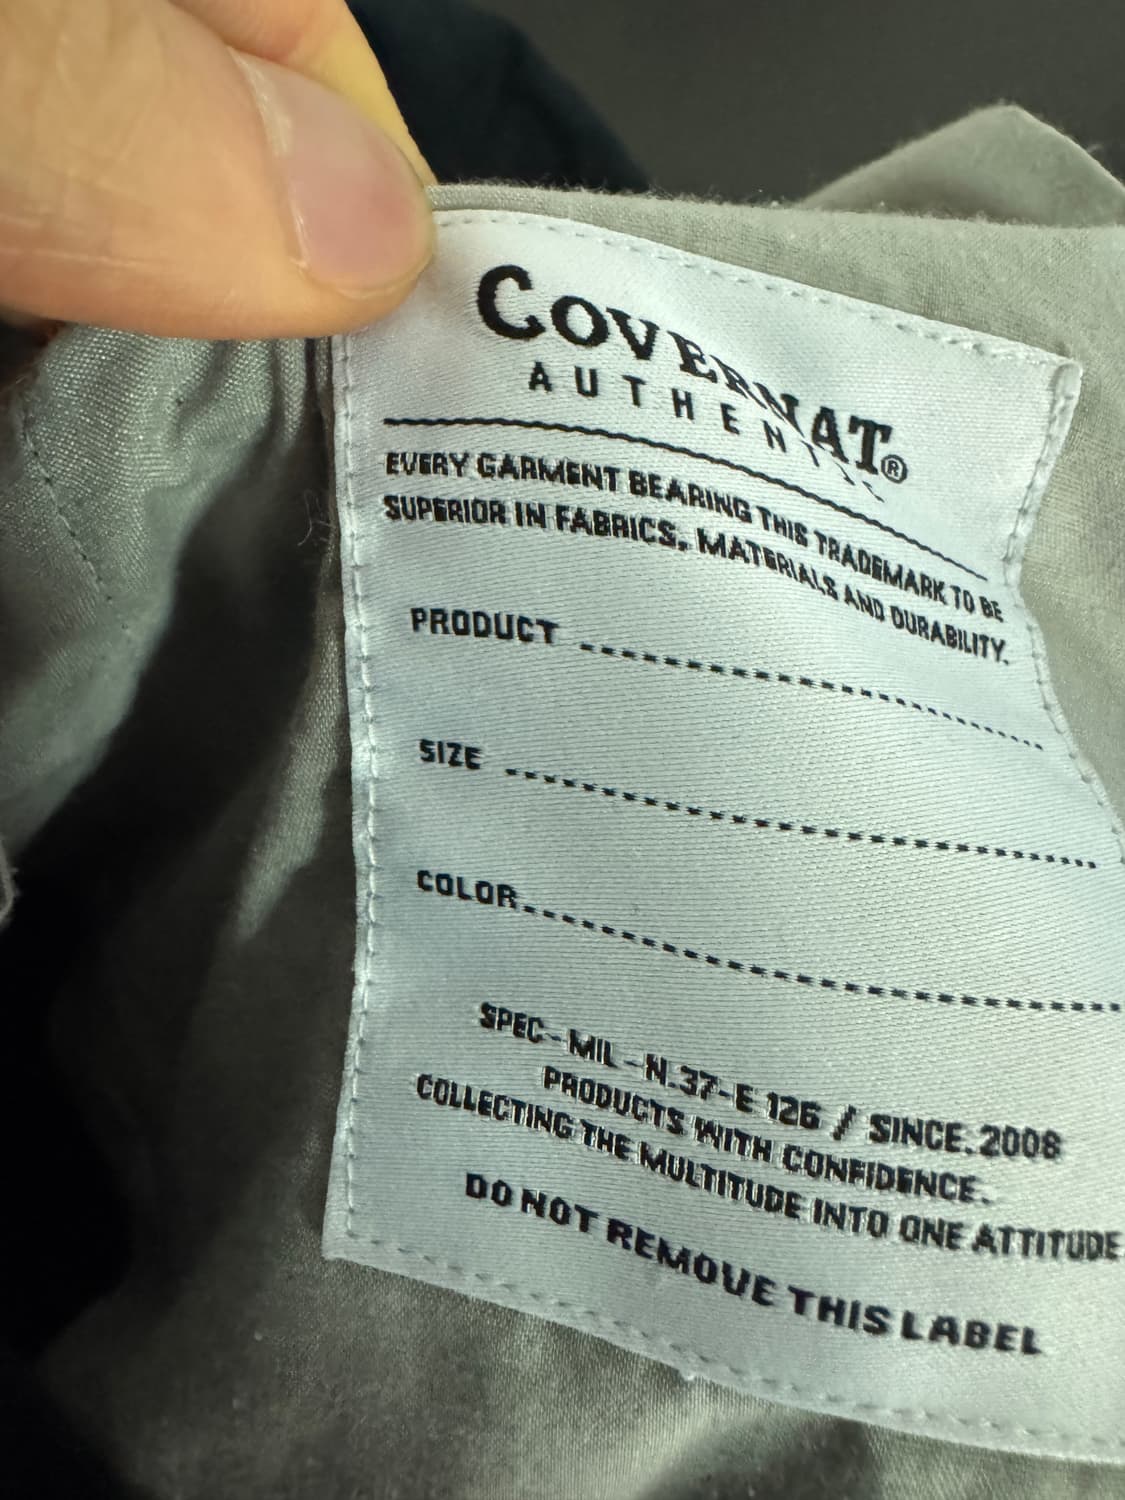 COVERNAT®
AUTHENTIC
EVERY GARMENT BEARING THIS TRADEMARK TO BE
SUPERIOR IN FABRICS, MATERIALS AND DURABILITY.
PRODUCT
SIZE
COLOR
SPEC-MIL-N.37-E 126 / SINCE.2008
PRODUCTS WITH CONFIDENCE.
COLLECTING THE MULTITUDE INTO ONE ATTITUDE
DO NOT REMOVE THIS LABEL